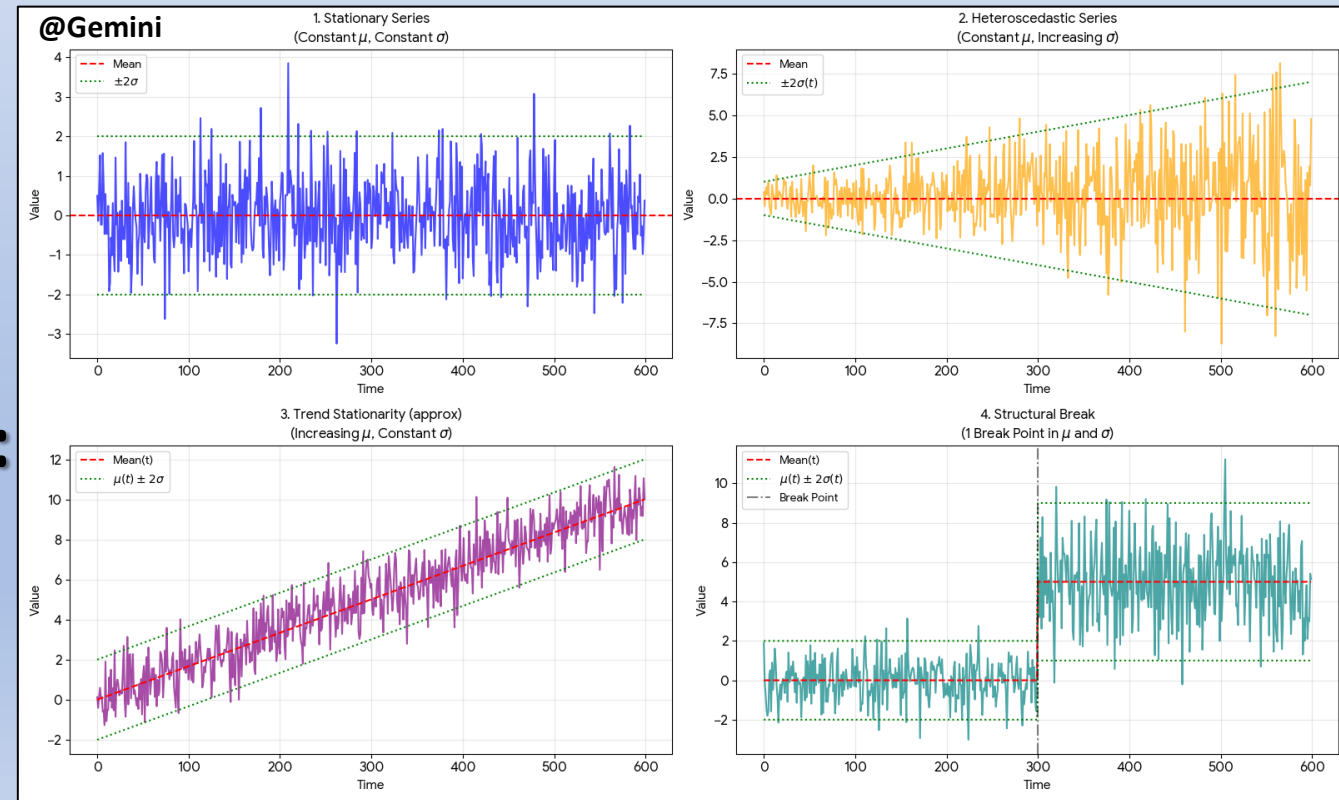 @Gemini
1. Stationary Series
(Constant μ, Constant σ)
Mean
±2σ
4
3
2
1
0
−1
−2
−3
Value
0 100 200 300 400 500 600
Time
2. Heteroscedastic Series
(Constant μ, Increasing σ)
Mean
±2σ(t)
7.5
5.0
2.5
0.0
−2.5
−5.0
−7.5
Value
0 100 200 300 400 500 600
Time
3. Trend Stationarity (approx)
(Increasing μ, Constant σ)
Mean(t)
μ(t) ± 2σ
12
10
8
6
4
2
0
−2
Value
0 100 200 300 400 500 600
Time
4. Structural Break
(1 Break Point in μ and σ)
Mean(t)
μ(t) ± 2σ(t)
Break Point
10
8
6
4
2
0
−2
Value
0 100 200 300 400 500 600
Time